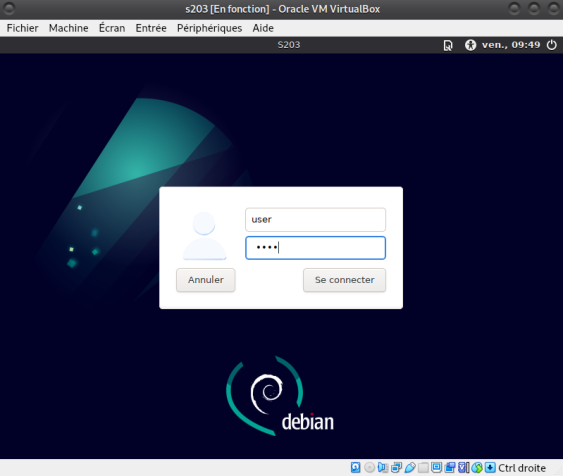 s203 [En fonction] - Oracle VM VirtualBox
Fichier Machine Écran Entrée Périphériques Aide
S203 ven., 09:49
user
••••
Annuler Se connecter
debian
Ctrl droite